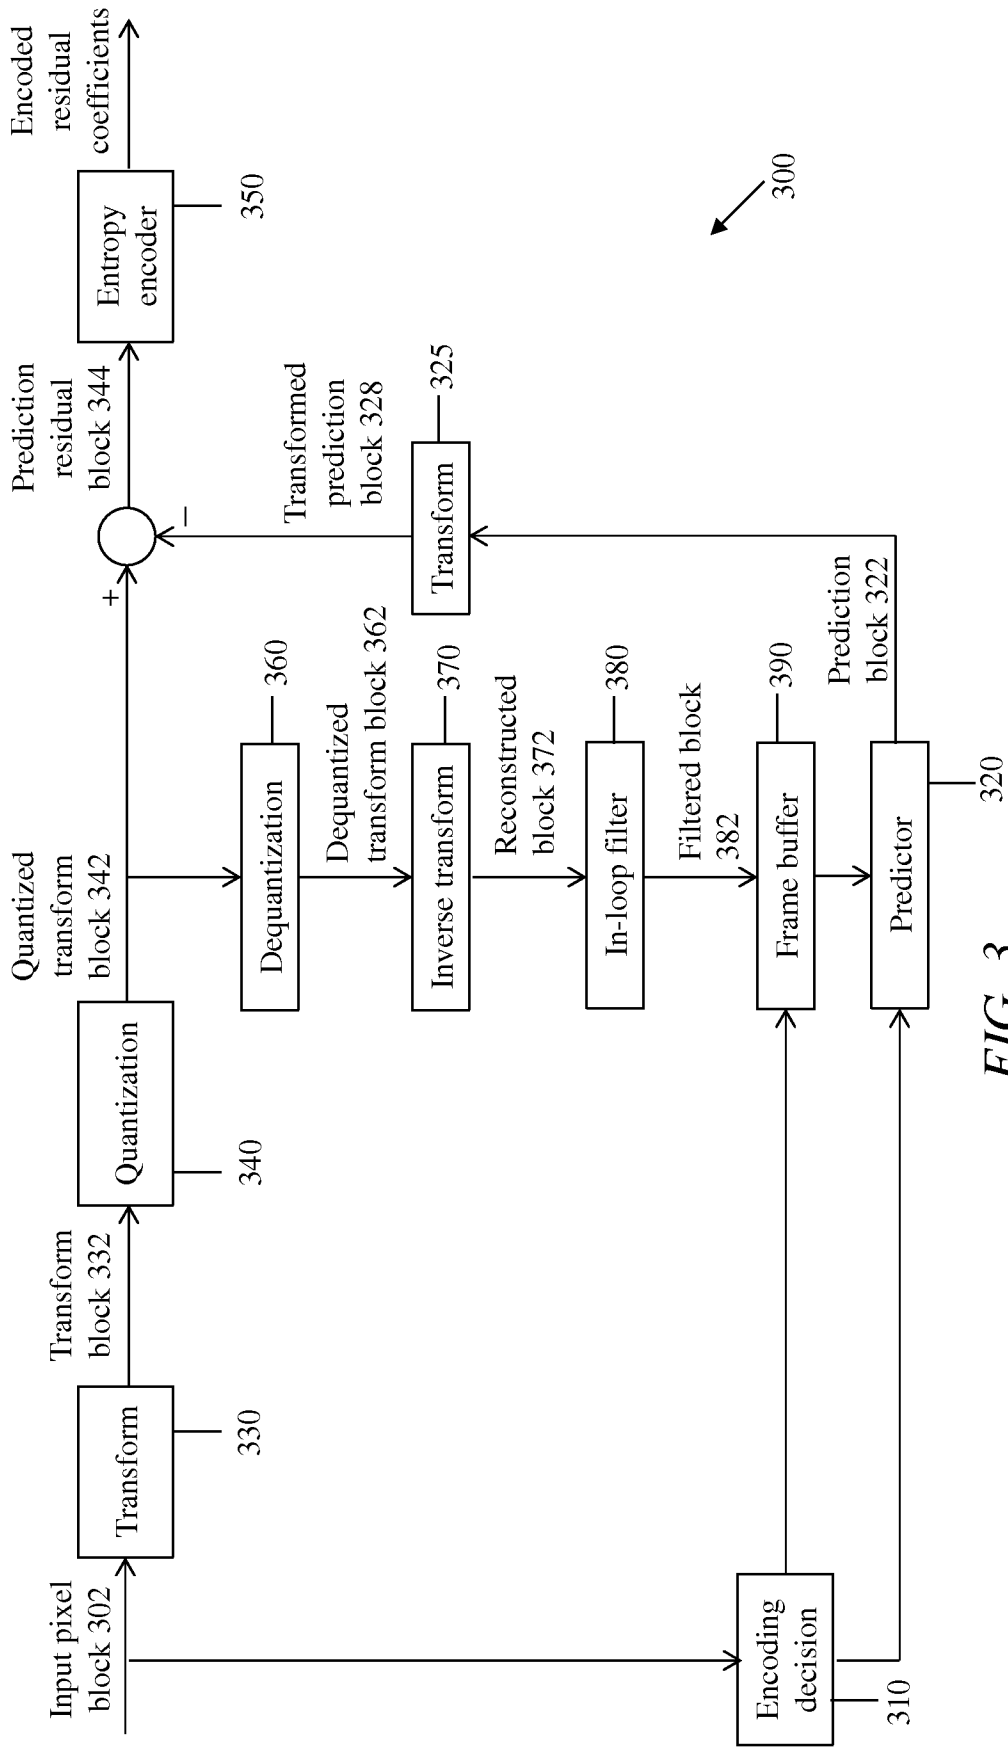 Input pixel
block 302
Transform
330
Transform
block 332
Quantization
340
Quantized
transform
block 342
+
−
Prediction
residual
block 344
Entropy
encoder
350
Encoded
residual
coefficients
Dequantization
360
Dequantized
transform block 362
Inverse transform
370
Reconstructed
block 372
In-loop filter
380
Filtered block
382
Frame buffer
390
Predictor
320
Prediction
block 322
Transform
325
Transformed
prediction
block 328
Encoding
decision
310
300
FIG. 3